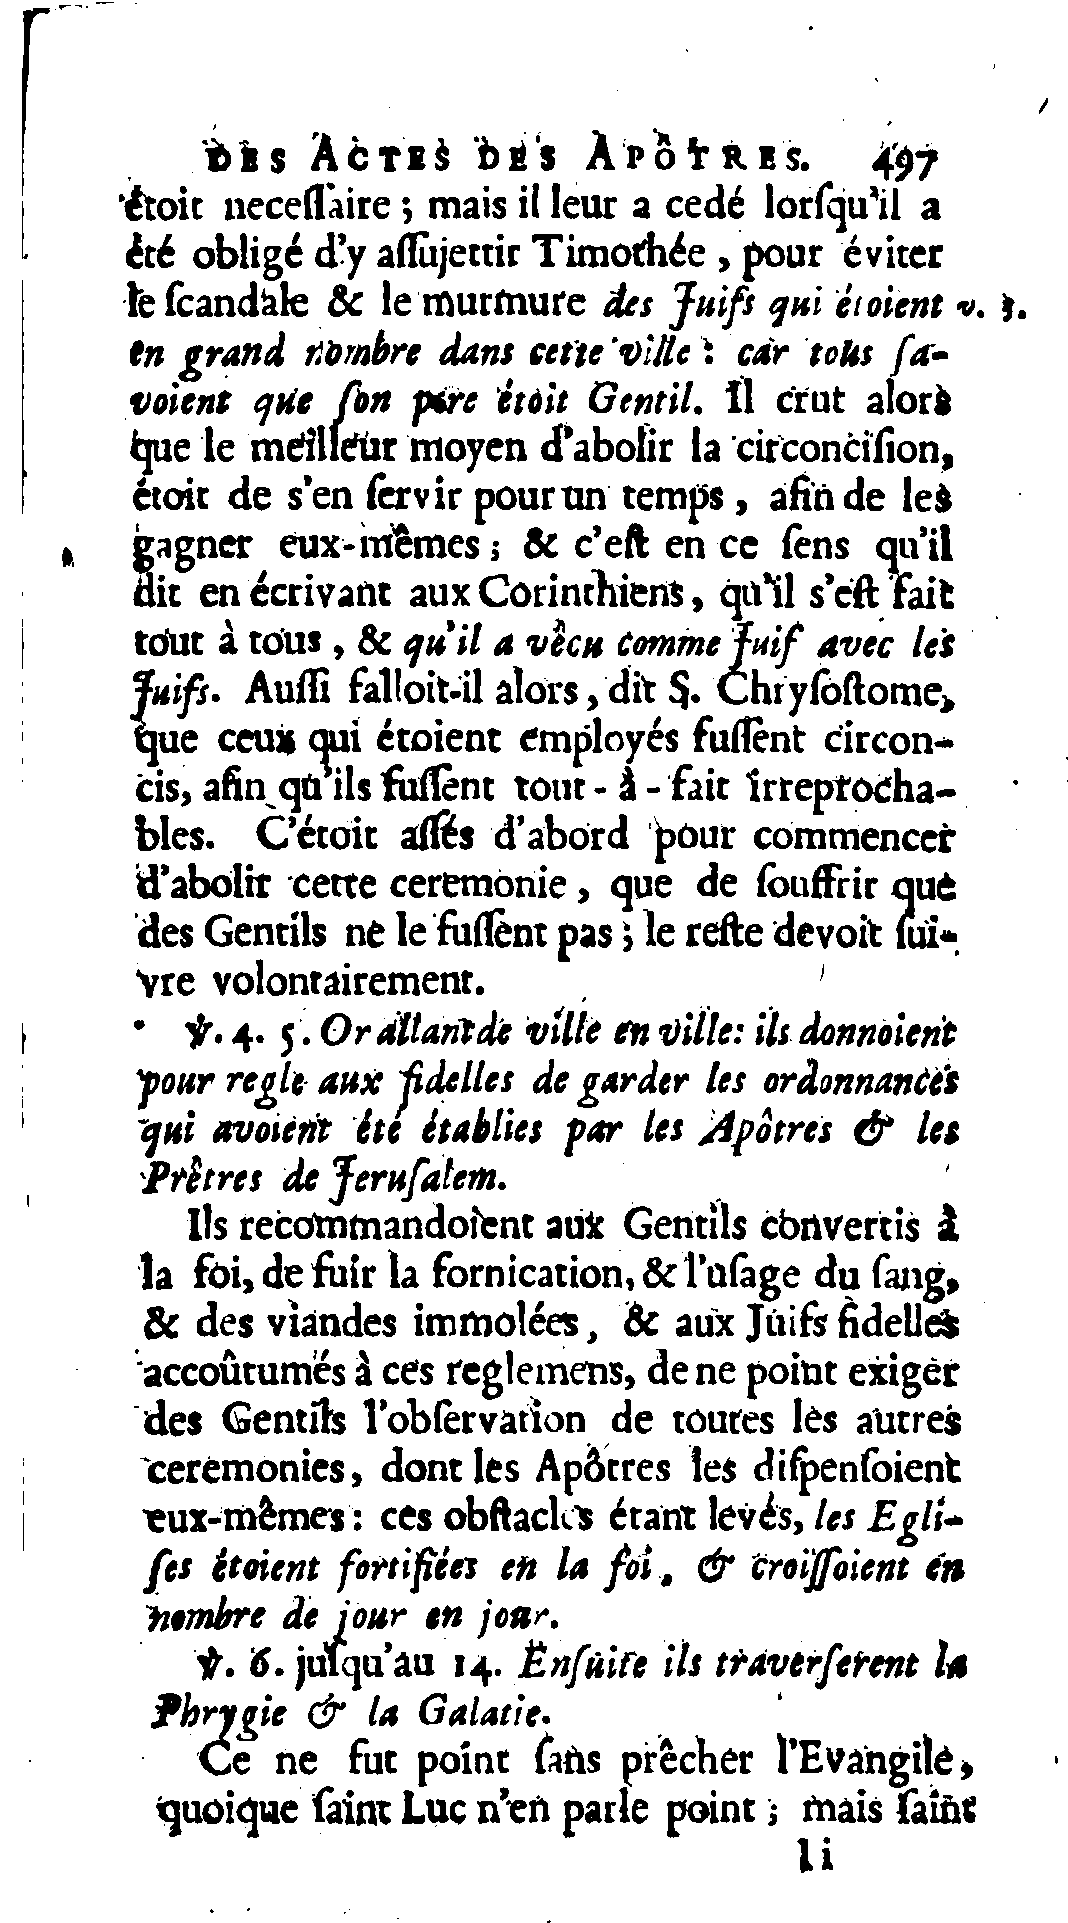 DES ACTES DES APÔTRES. 497
étoit necessaire ; mais il leur a cedé lorſqu'il a
été obligé d'y aſſujettir Timothée , pour éviter
le ſcandale & le murmure des Juifs qui étoient v. 3.
en grand nombre dans cette ville : car tous ſa-
voient que ſon pere étoit Gentil. Il crut alors
que le meilleur moyen d'abolir la circonciſion,
étoit de s'en ſervir pour un temps , afin de les
gagner eux-mêmes ; & c'eſt en ce ſens qu'il
dit en écrivant aux Corinthiens , qu'il s'eſt fait
tout à tous , & qu'il a vêcu comme Juif avec les
Juifs. Auſſi falloit-il alors , dit S. Chryſoſtome,
que ceux qui étoient employés fuſſent circon-
cis, afin qu'ils fuſſent tout - à - fait irreprocha-
bles. C'étoit aſſés d'abord pour commencer
d'abolir cette ceremonie , que de ſouffrir que
des Gentils ne le fuſſent pas ; le reſte devoit ſui-
vre volontairement.
℣. 4. 5. Or allant de ville en ville: ils donnoient
pour regle aux fidelles de garder les ordonnances
qui avoient été établies par les Apôtres & les
Prêtres de Jeruſalem.
Ils recommandoient aux Gentils convertis à
la foi, de fuir la fornication, & l'uſage du ſang,
& des viandes immolées, & aux Juifs fidelles
accoûtumés à ces reglemens, de ne point exiger
des Gentils l'obſervation de toutes les autres
ceremonies, dont les Apôtres les diſpenſoient
eux-mêmes : ces obſtacles étant levés, les Egli-
ſes étoient fortifiées en la foi, & croiſſoient en
nombre de jour en jour.
℣. 6. juſqu'au 14. Enſuite ils traverſerent la
Phrygie & la Galatie.
Ce ne fut point ſans prêcher l'Evangile,
quoique ſaint Luc n'en parle point ; mais ſaint
Ii